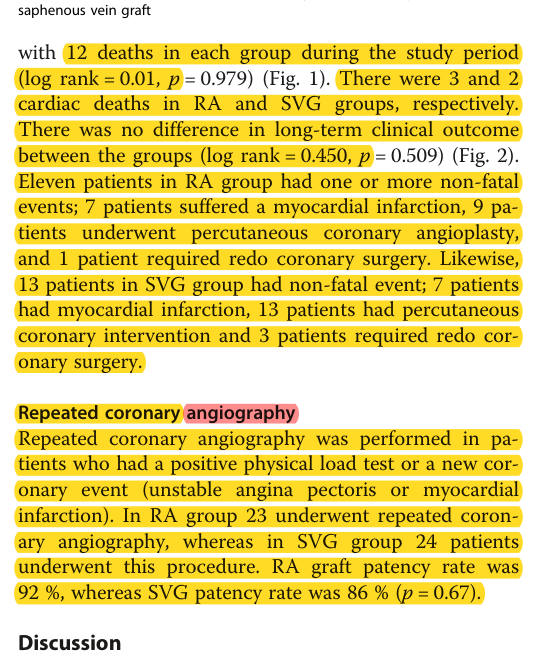 saphenous vein graft
with 12 deaths in each group during the study period
(log rank = 0.01, p = 0.979) (Fig. 1). There were 3 and 2
cardiac deaths in RA and SVG groups, respectively.
There was no difference in long-term clinical outcome
between the groups (log rank = 0.450, p = 0.509) (Fig. 2).
Eleven patients in RA group had one or more non-fatal
events; 7 patients suffered a myocardial infarction, 9 pa-
tients underwent percutaneous coronary angioplasty,
and 1 patient required redo coronary surgery. Likewise,
13 patients in SVG group had non-fatal event; 7 patients
had myocardial infarction, 13 patients had percutaneous
coronary intervention and 3 patients required redo cor-
onary surgery.
Repeated coronary angiography
Repeated coronary angiography was performed in pa-
tients who had a positive physical load test or a new cor-
onary event (unstable angina pectoris or myocardial
infarction). In RA group 23 underwent repeated coron-
ary angiography, whereas in SVG group 24 patients
underwent this procedure. RA graft patency rate was
92 %, whereas SVG patency rate was 86 % (p = 0.67).
Discussion